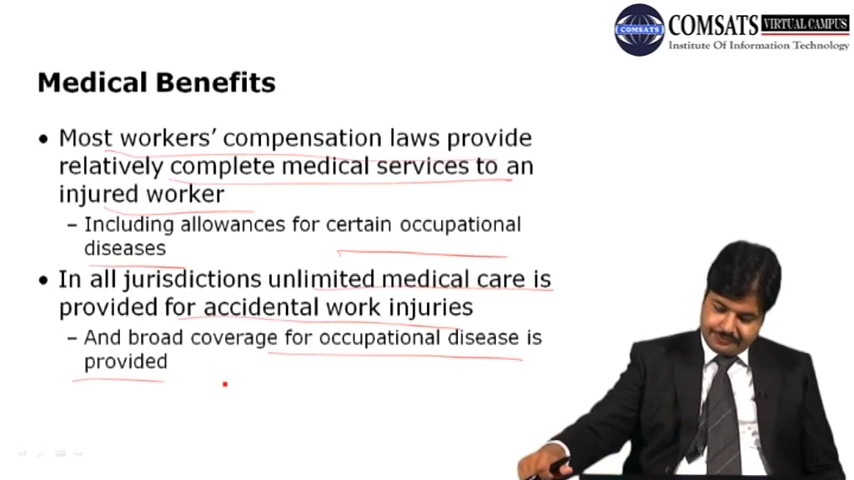 COMSATS
COMSATS VIRTUAL CAMPUS
Institute Of Information Technology
Medical Benefits
• Most workers' compensation laws provide
relatively complete medical services to an
injured worker
– Including allowances for certain occupational
diseases
• In all jurisdictions unlimited medical care is
provided for accidental work injuries
– And broad coverage for occupational disease is
provided